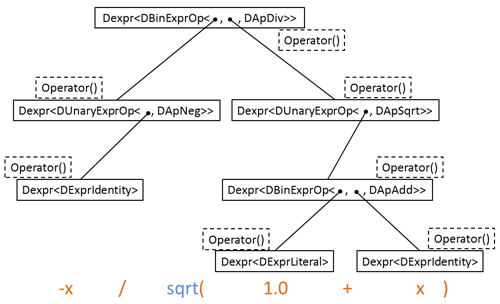 Dexpr<DBinExprOp< , , DApDiv>>
Operator()
Operator()
Operator()
Dexpr<DUnaryExprOp< , DApNeg>>
Dexpr<DUnaryExprOp< , DApSqrt>>
Operator()
Operator()
Dexpr<DExprIdentity>
Dexpr<DBinExprOp< , , DApAdd>>
Operator()
Operator()
Dexpr<DExprLiteral>
Dexpr<DExprIdentity>
-x / sqrt( 1.0 + x )